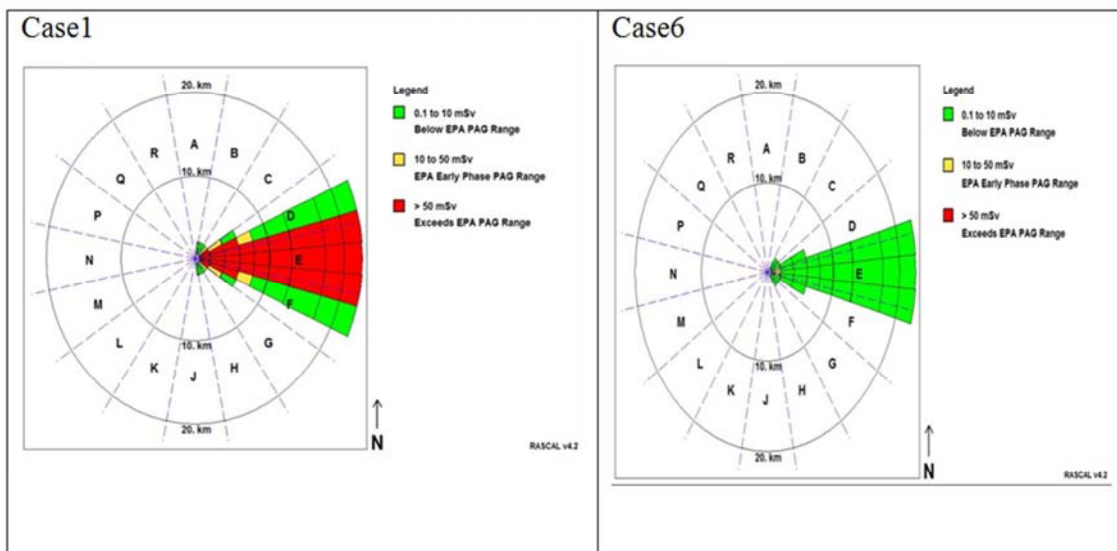 Case1
20. km
R A B
Q C
10. km
P D
N E
M F
L G
10. km
K J H
20. km
N
Legend
0.1 to 10 mSv
Below EPA PAG Range
10 to 50 mSv
EPA Early Phase PAG Range
> 50 mSv
Exceeds EPA PAG Range
RASCAL v4.2
Case6
20. km
R A B
Q C
10. km
P D
N E
M F
L G
10. km
K J H
20. km
N
Legend
0.1 to 10 mSv
Below EPA PAG Range
10 to 50 mSv
EPA Early Phase PAG Range
> 50 mSv
Exceeds EPA PAG Range
RASCAL v4.2